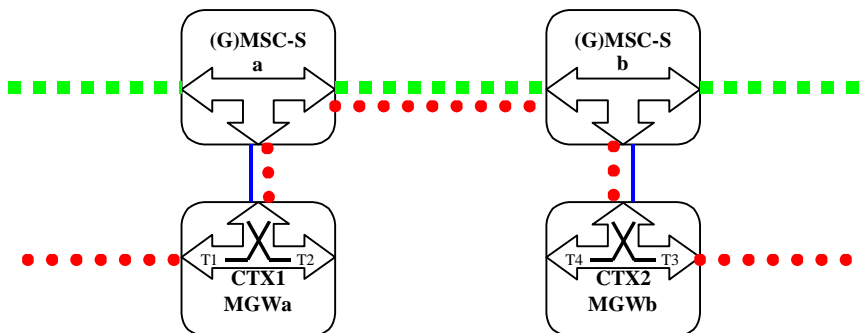 (G)MSC-S
a
(G)MSC-S
b
T1
T2
CTX1
MGWa
T4
T3
CTX2
MGWb